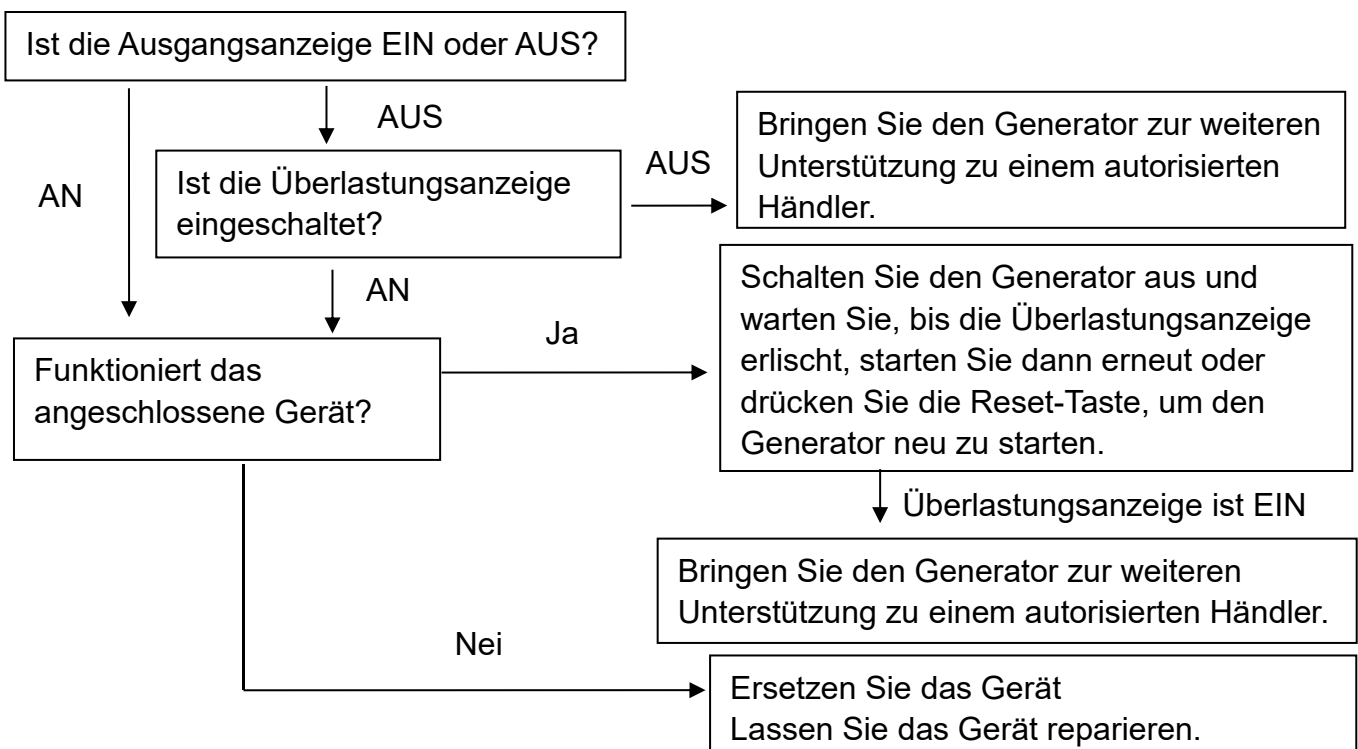 Ist die Ausgangsanzeige EIN oder AUS?
AUS
AN
Ist die Überlastungsanzeige
eingeschaltet?
AUS
Bringen Sie den Generator zur weiteren
Unterstützung zu einem autorisierten
Händler.
AN
Funktioniert das
angeschlossene Gerät?
Ja
Schalten Sie den Generator aus und
warten Sie, bis die Überlastungsanzeige
erlischt, starten Sie dann erneut oder
drücken Sie die Reset-Taste, um den
Generator neu zu starten.
Überlastungsanzeige ist EIN
Bringen Sie den Generator zur weiteren
Unterstützung zu einem autorisierten Händler.
Nei
Ersetzen Sie das Gerät
Lassen Sie das Gerät reparieren.